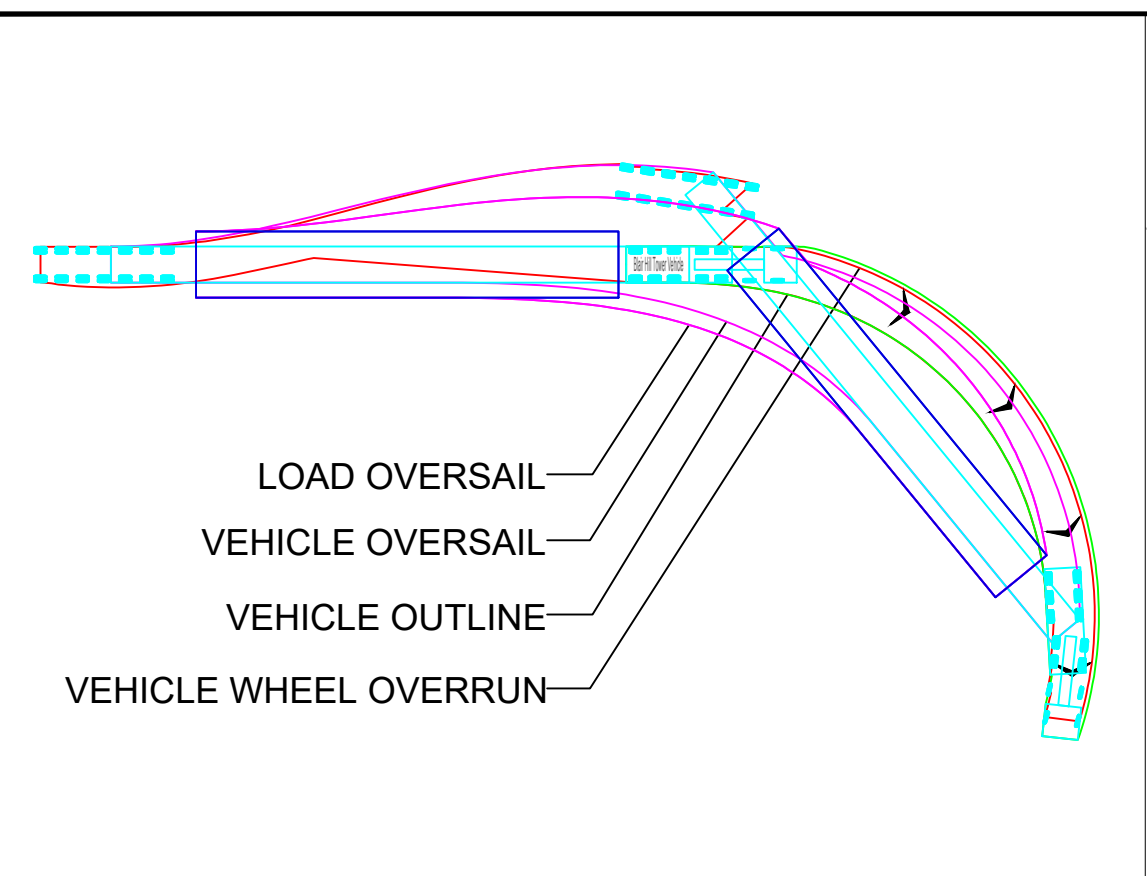 Blair Hill Tower Vehicle
LOAD OVERSAIL
VEHICLE OVERSAIL
VEHICLE OUTLINE
VEHICLE WHEEL OVERRUN